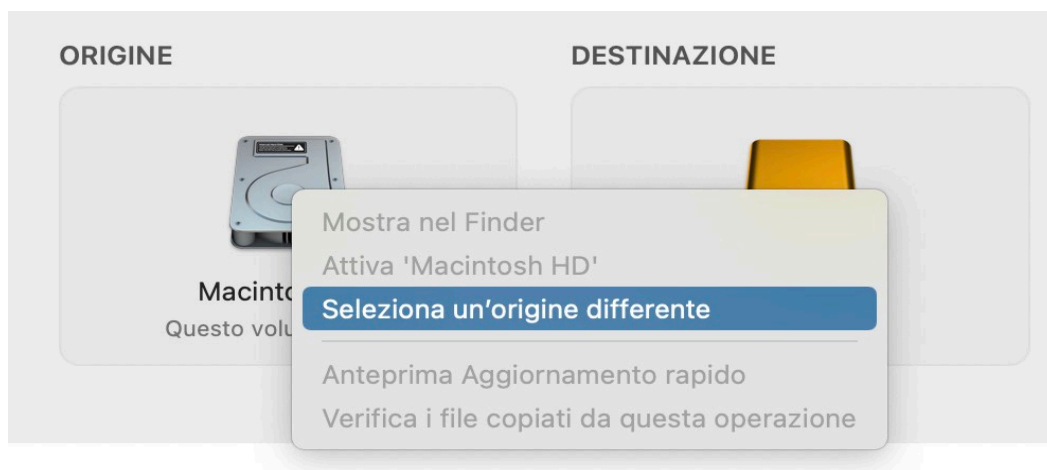 ORIGINE
DESTINAZIONE
Mostra nel Finder
Attiva 'Macintosh HD'
Macinto
Seleziona un’origine differente
Questo volu
Anteprima Aggiornamento rapido
Verifica i file copiati da questa operazione